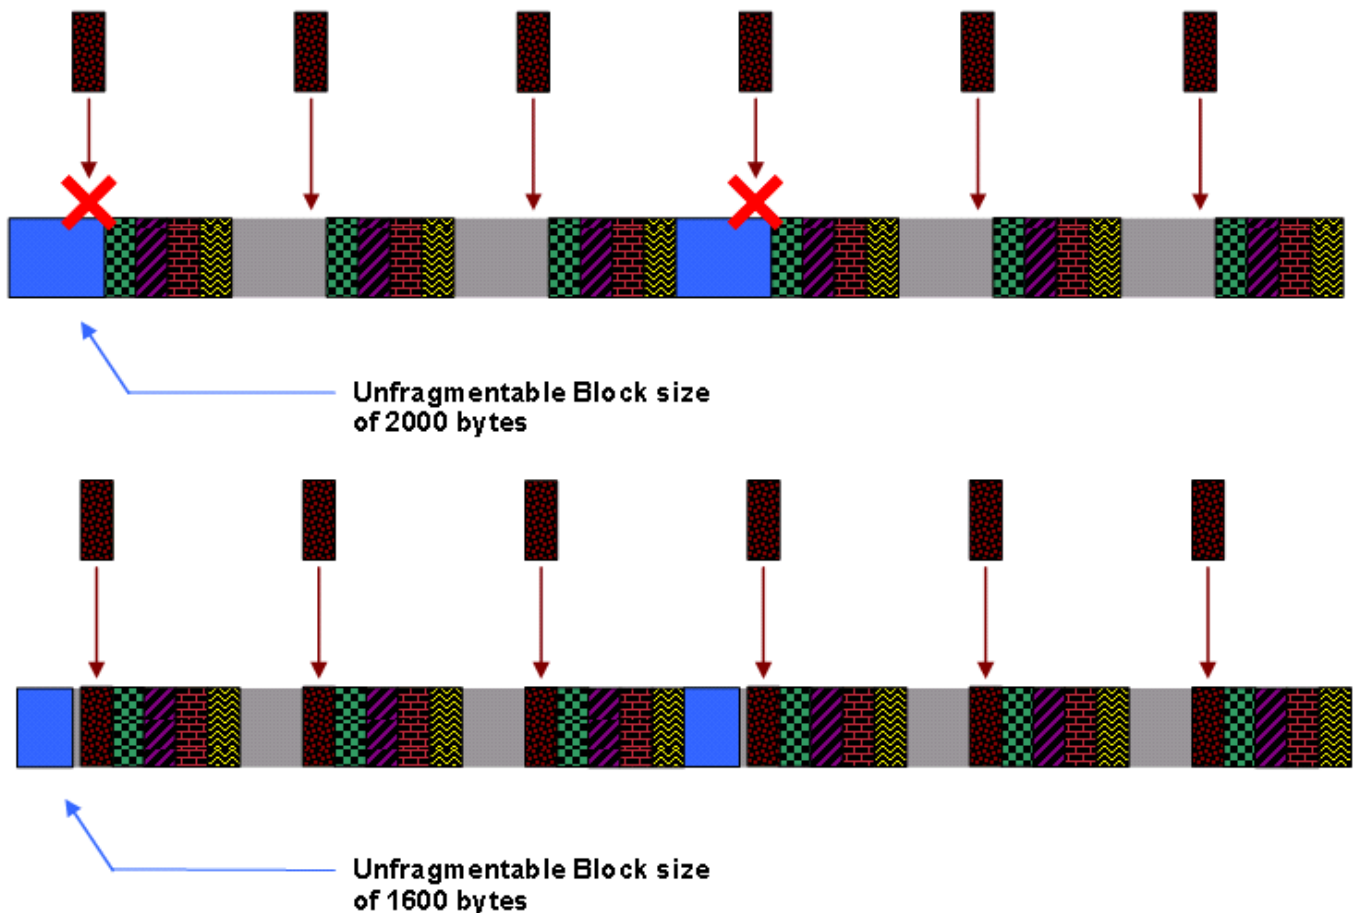 Unfragmentable Block size
of 2000 bytes
Unfragmentable Block size
of 1600 bytes